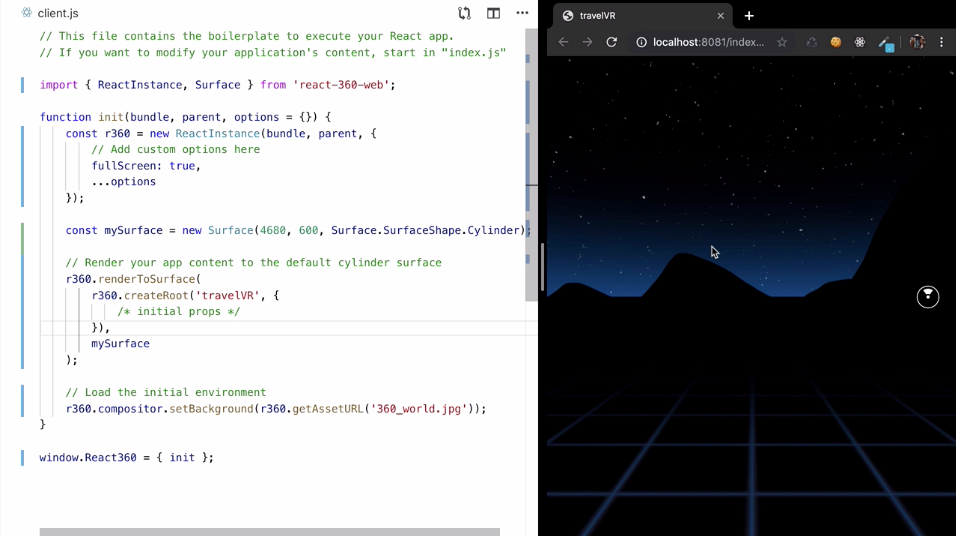 client.js
// This file contains the boilerplate to execute your React app.
// If you want to modify your application's content, start in "index.js"
import { ReactInstance, Surface } from 'react-360-web';
function init(bundle, parent, options = {}) {
const r360 = new ReactInstance(bundle, parent, {
// Add custom options here
fullScreen: true,
...options
});
const mySurface = new Surface(4680, 600, Surface.SurfaceShape.Cylinder);
// Render your app content to the default cylinder surface
r360.renderToSurface(
r360.createRoot('travelVR', {
/* initial props */
}),
mySurface
);
// Load the initial environment
r360.compositor.setBackground(r360.getAssetURL('360_world.jpg'));
}
window.React360 = { init };
travelVR
localhost:8081/index...